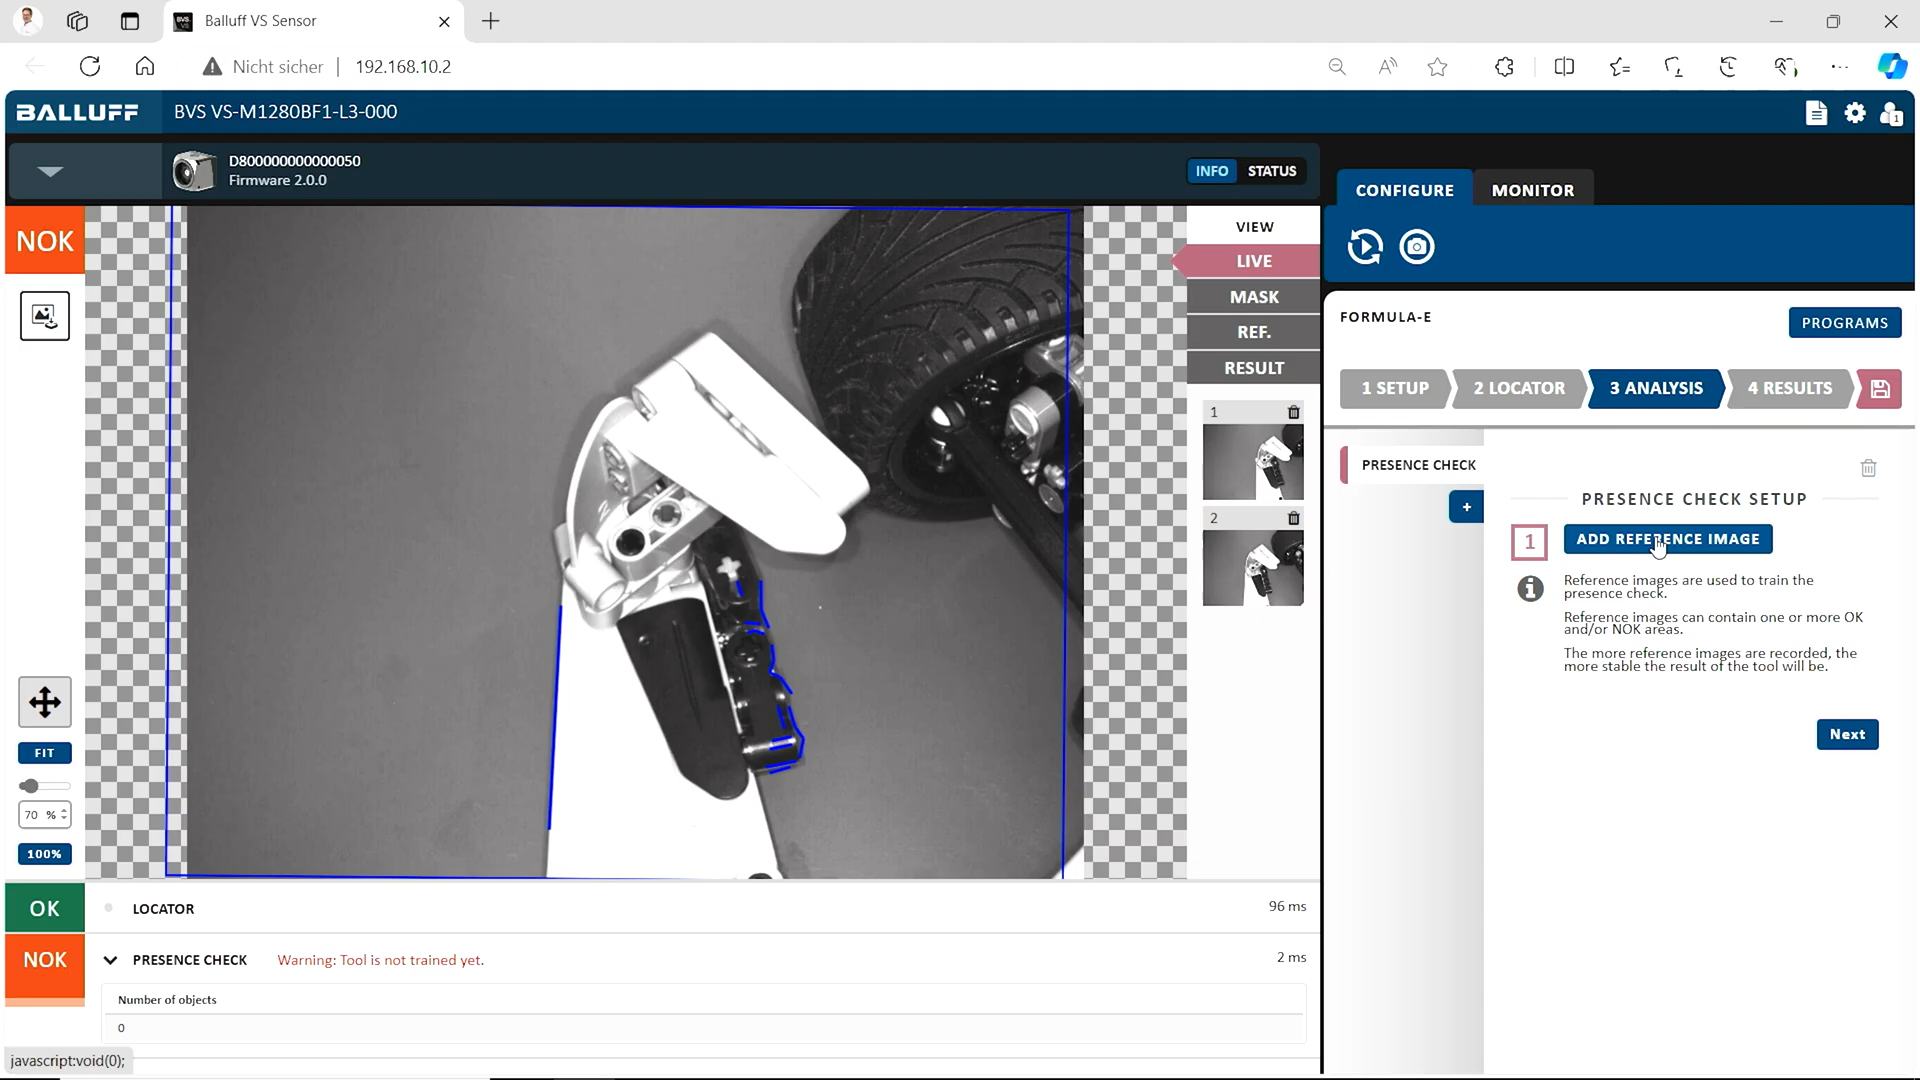 Balluff VS Sensor
Nicht sicher | 192.168.10.2
BALLUFF
BVS VS-M1280BF1-L3-000
1
D800000000000050
Firmware 2.0.0
INFO
STATUS
CONFIGURE
MONITOR
NOK
VIEW
LIVE
MASK
REF.
RESULT
1
2
FORMULA-E
PROGRAMS
1 SETUP
2 LOCATOR
3 ANALYSIS
4 RESULTS
PRESENCE CHECK
+
PRESENCE CHECK SETUP
1
ADD REFERENCE IMAGE
Reference images are used to train the
presence check.
Reference images can contain one or more OK
and/or NOK areas.
The more reference images are recorded, the
more stable the result of the tool will be.
Next
FIT
70 %
100%
OK
LOCATOR
96 ms
NOK
PRESENCE CHECK
Warning: Tool is not trained yet.
2 ms
Number of objects
0
javascript:void(0);